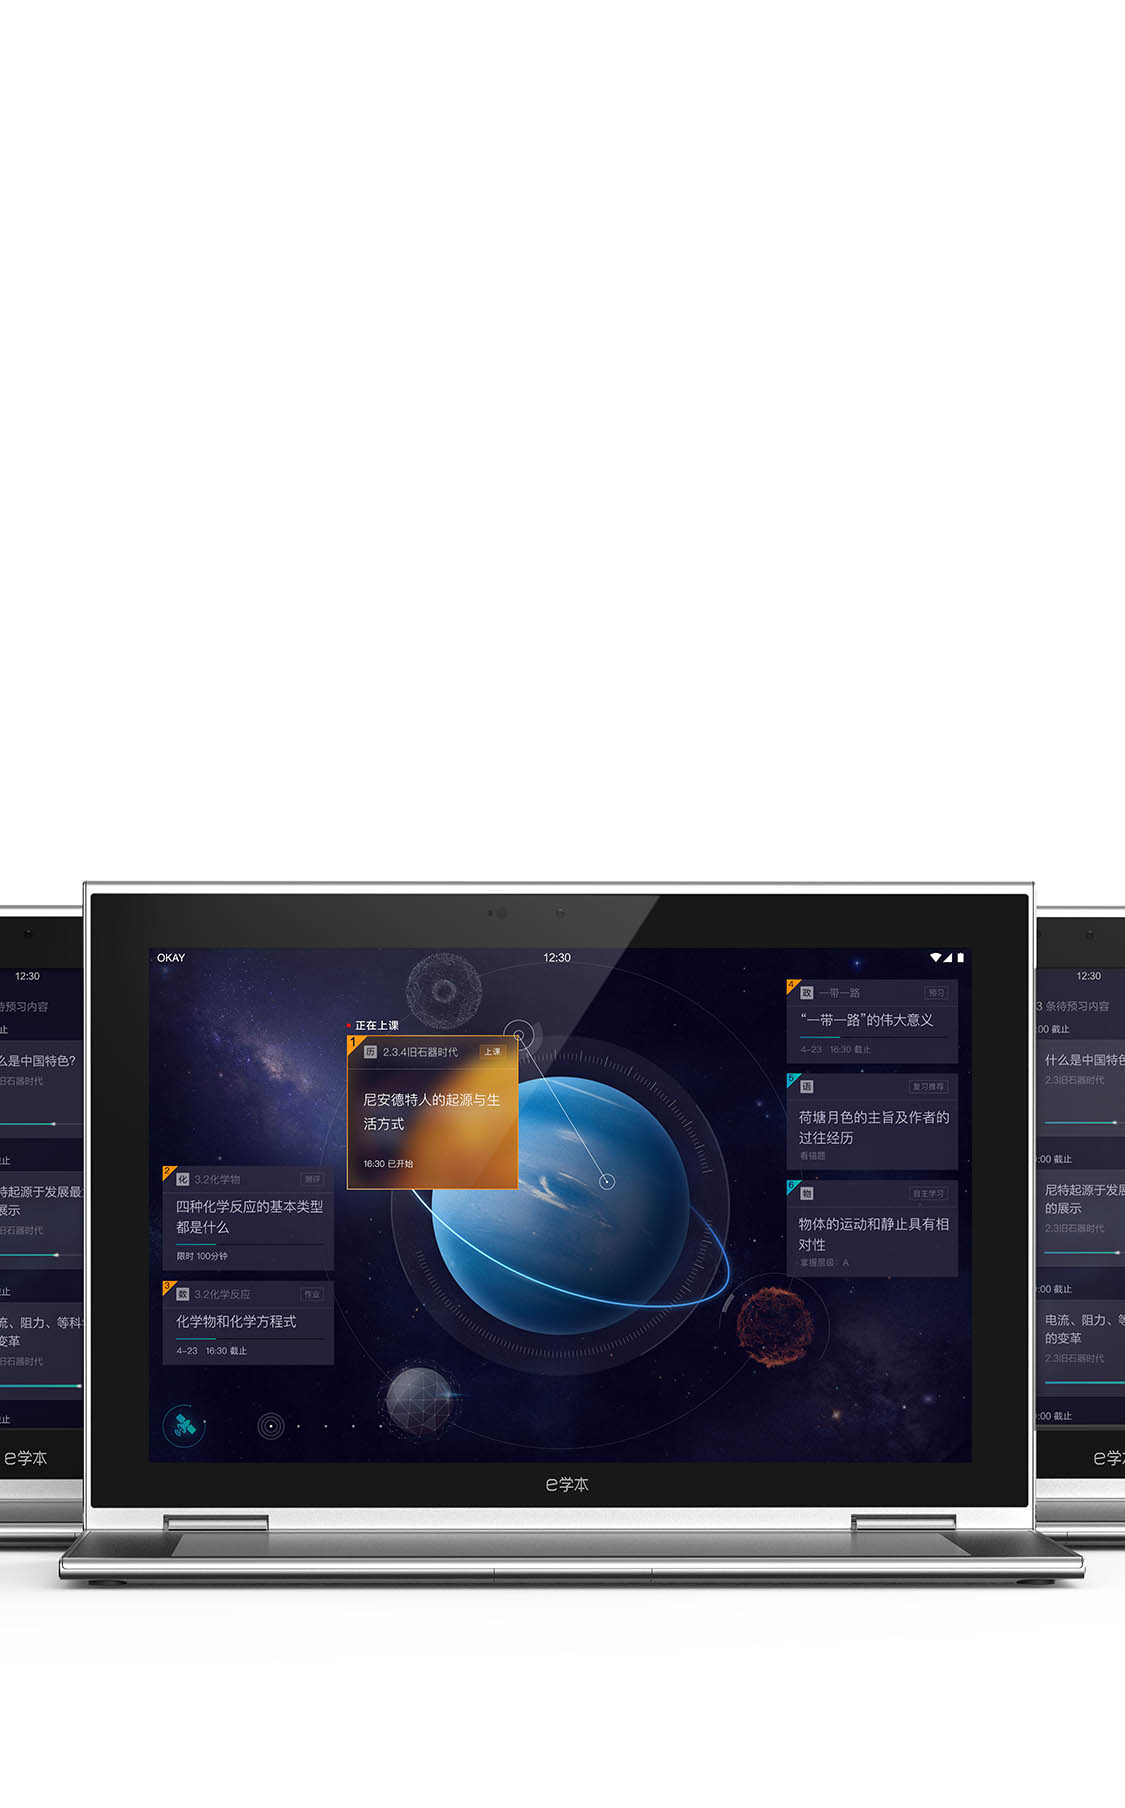 OKAY
12:30
正在上课
1
历 2.3.4旧石器时代 上课
尼安德特人的起源与生
活方式
16:30 已开始
2
化 3.2化学物 测评
四种化学反应的基本类型
都是什么
限时 100分钟
3
数 3.2化学反应 作业
化学物和化学方程式
4-23 16:30 截止
4
政 一带一路 预习
“一带一路”的伟大意义
4-23 16:30 截止
5
语 复习推荐
荷塘月色的主旨及作者的
过往经历
看错题
6
物 自主学习
物体的运动和静止具有相
对性
掌握层级：A
e学本
12:30
待预习内容
止
么是中国特色?
旧石器时代
止
特起源于发展最
展示
旧石器时代
止
流、阻力、等科
变革
旧石器时代
截止
e学本
12:30
3 条待预习内容
:00 截止
什么是中国特色
2.3旧石器时代
:00 截止
尼特起源于发展
的展示
2.3旧石器时代
:00 截止
电流、阻力、等
的变革
2.3旧石器时代
:00 截止
e学